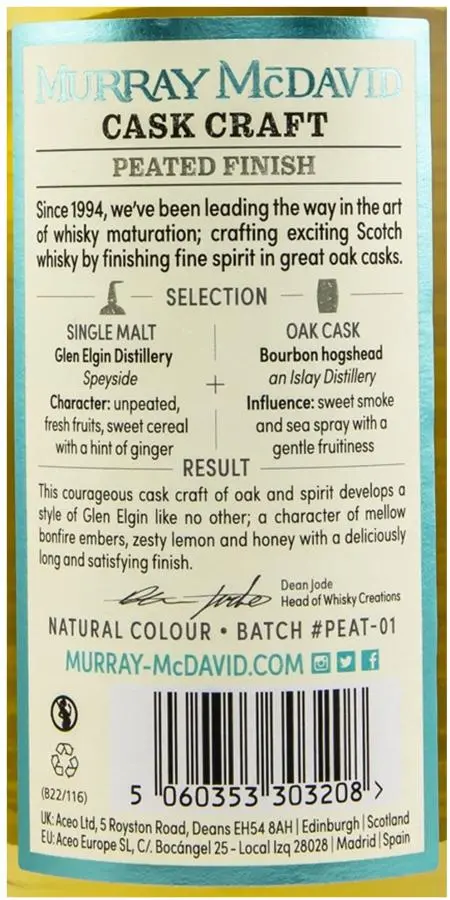 MURRAY McDAVID
CASK CRAFT
PEATED FINISH
Since 1994, we've been leading the way in the art
of whisky maturation; crafting exciting Scotch
whisky by finishing fine spirit in great oak casks.
SELECTION
SINGLE MALT
Glen Elgin Distillery
Speyside
Character: unpeated,
fresh fruits, sweet cereal
with a hint of ginger
+
OAK CASK
Bourbon hogshead
an Islay Distillery
Influence: sweet smoke
and sea spray with a
gentle fruitiness
RESULT
This courageous cask craft of oak and spirit develops a
style of Glen Elgin like no other; a character of mellow
bonfire embers, zesty lemon and honey with a deliciously
long and satisfying finish.
Dean Jode
Head of Whisky Creations
NATURAL COLOUR • BATCH #PEAT-01
MURRAY-McDAVID.COM
(B22/116)
5 060353 303208 >
UK: Aceo Ltd, 5 Royston Road, Deans EH54 8AH | Edinburgh | Scotland
EU: Aceo Europe SL, C/. Bocángel 25 - Local Izq 28028 | Madrid | Spain